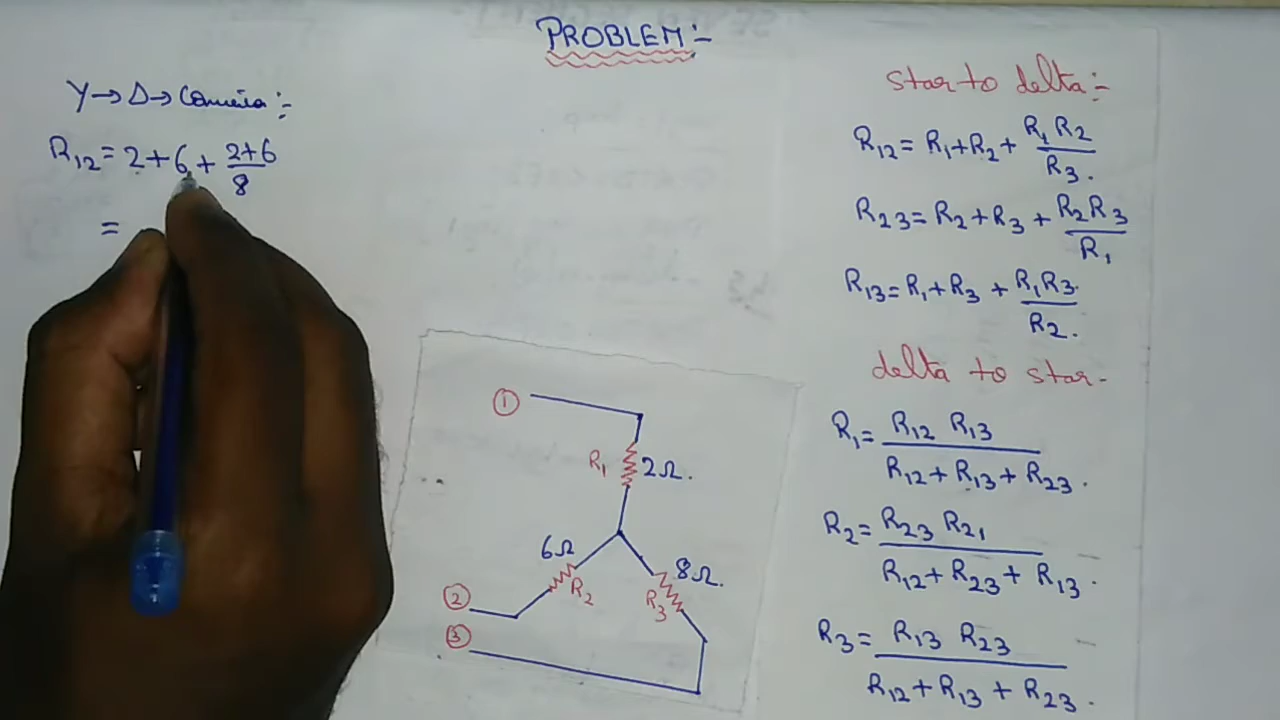 PROBLEM:-
Y→Δ→ :-
R12 = 2+6+ 2+6/8
=
star to delta:-
R12 = R1+R2+ R1R2/R3.
R23 = R2+R3+ R2R3/R1
R13 = R1+R3 + R1R3./R2.
delta to star-
R1 = R12 R13/R12+R13+R23.
R2 = R23 R21/R12+R23+R13.
R3 = R13 R23/R12+R13+R23.
1
R1 2Ω.
6Ω 8Ω.
2 R2 R3
3